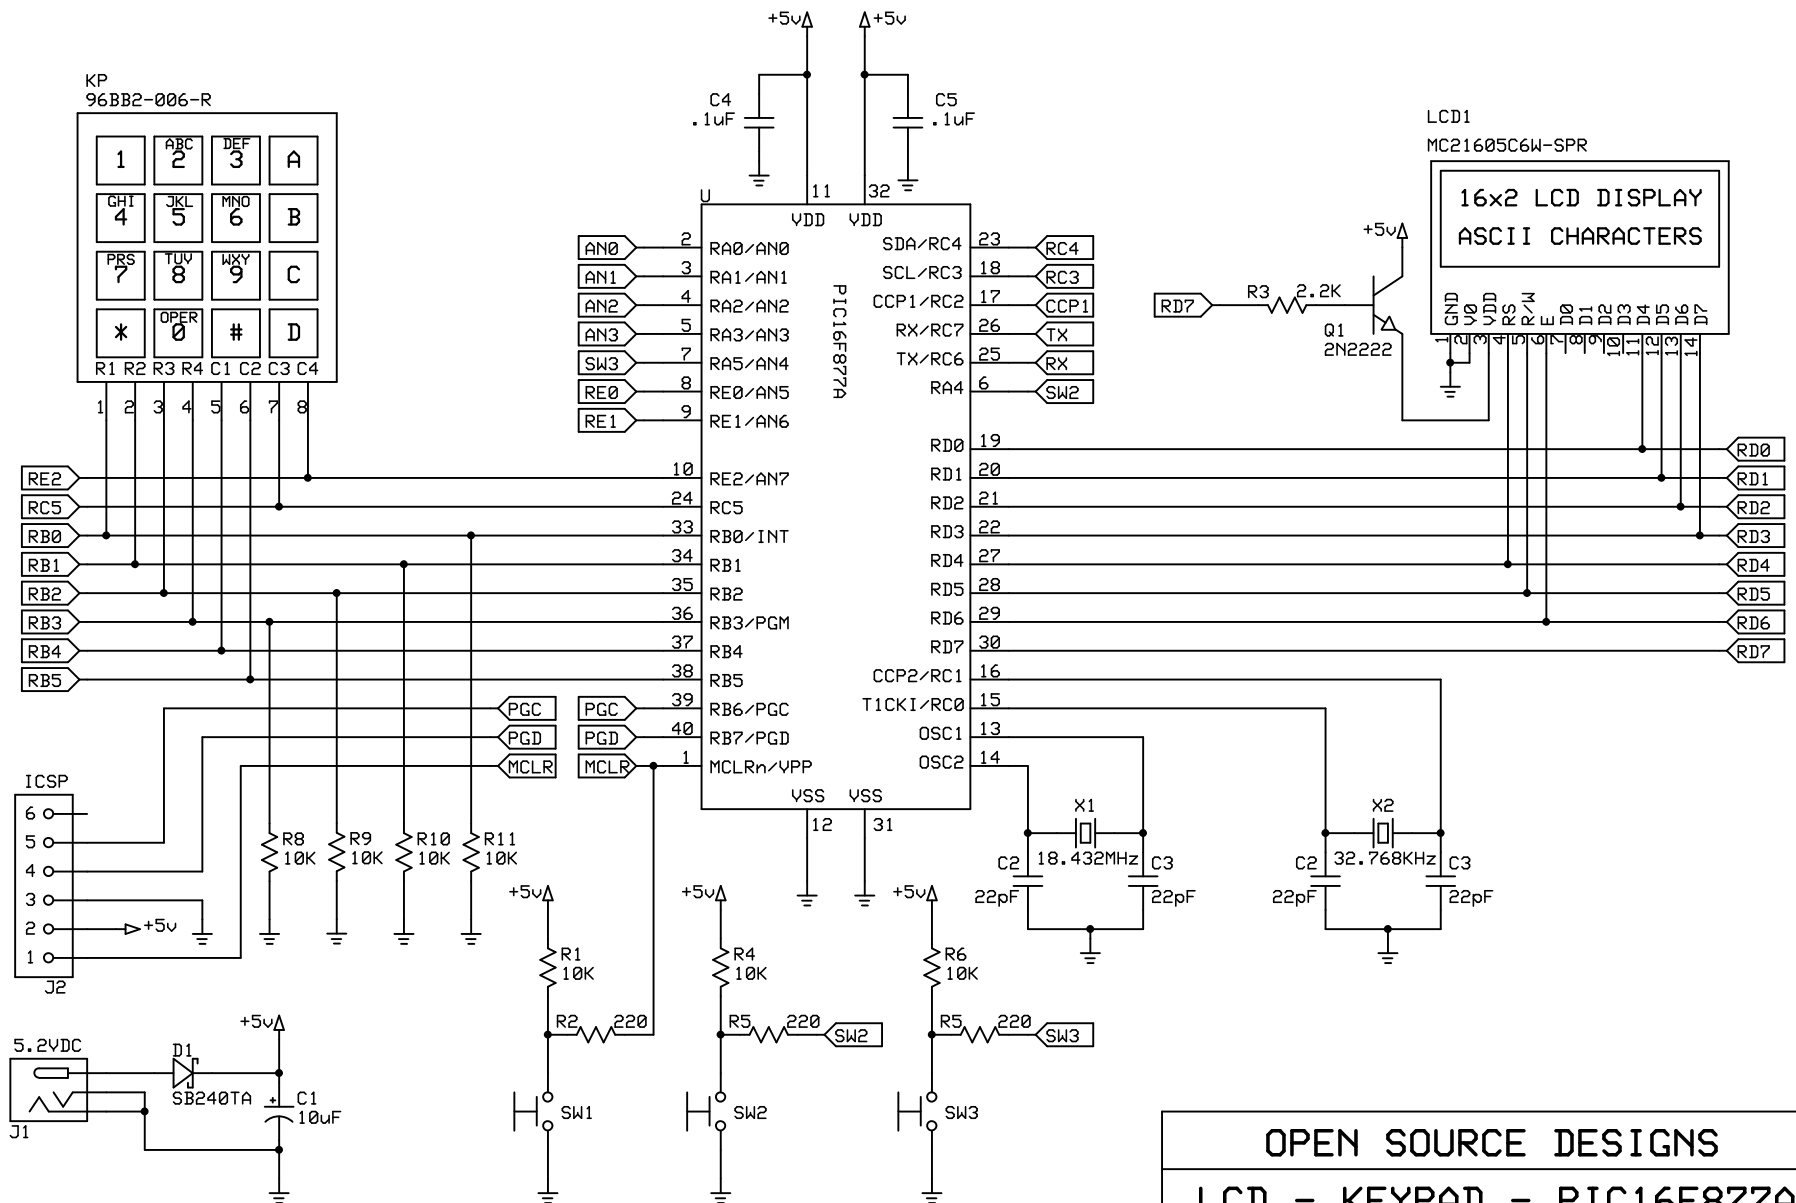 +5v
+5v
C4
.1uF
C5
.1uF
KP
96BB2-006-R
1
ABC
2
DEF
3
A
GHI
4
JKL
5
MNO
6
B
PRS
7
TUV
8
WXY
9
C
*
OPER
0
#
D
R1 R2 R3 R4 C1 C2 C3 C4
1 2 3 4 5 6 7 8
RE2
RC5
RB0
RB1
RB2
RB3
RB4
RB5
U
11
32
VDD VDD
PIC16F877A
AN0 2 RA0/AN0
AN1 3 RA1/AN1
AN2 4 RA2/AN2
AN3 5 RA3/AN3
SW3 7 RA5/AN4
RE0 8 RE0/AN5
RE1 9 RE1/AN6
10 RE2/AN7
24 RC5
33 RB0/INT
34 RB1
35 RB2
36 RB3/PGM
37 RB4
38 RB5
PGC PGC 39 RB6/PGC
PGD PGD 40 RB7/PGD
MCLR MCLR 1 MCLRn/VPP
VSS VSS
12
31
SDA/RC4 23 RC4
SCL/RC3 18 RC3
CCP1/RC2 17 CCP1
RX/RC7 26 TX
TX/RC6 25 RX
RA4 6 SW2
RD0 19 RD0
RD1 20 RD1
RD2 21 RD2
RD3 22 RD3
RD4 27 RD4
RD5 28 RD5
RD6 29 RD6
RD7 30 RD7
CCP2/RC1 16
T1CKI/RC0 15
OSC1 13
OSC2 14
LCD1
MC21605C6W-SPR
16x2 LCD DISPLAY
ASCII CHARACTERS
GND V0 VDD RS R/W E D0 D1 D2 D3 D4 D5 D6 D7
1 2 3 4 5 6 7 8 9 10 11 12 13 14
+5v
RD7
R3 2.2K
Q1
2N2222
X1
18.432MHz
C2
22pF
C3
22pF
X2
32.768KHz
C2
22pF
C3
22pF
ICSP
6
5
4
3
2
1
+5v
J2
R8
10K
R9
10K
R10
10K
R11
10K
+5v
R1
10K
R2 220
SW1
+5v
R4
10K
R5 220
SW2
SW2
+5v
R6
10K
R5 220
SW3
SW3
5.2VDC
J1
D1
SB240TA
+5v
+
C1
10uF
OPEN SOURCE DESIGNS
LCD - KEYPAD - PIC16F877A